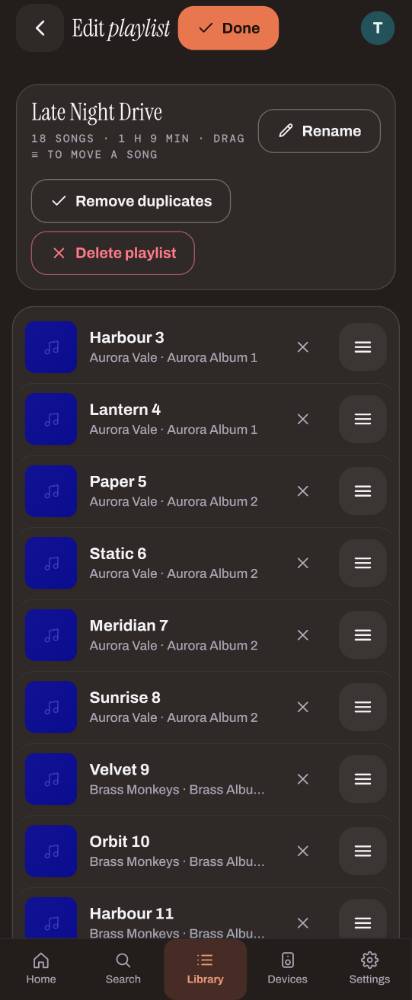 Edit playlist
Done
T
Late Night Drive
18 SONGS · 1 H 9 MIN · DRAG
≡ TO MOVE A SONG
Rename
Remove duplicates
Delete playlist
Harbour 3
Aurora Vale · Aurora Album 1
Lantern 4
Aurora Vale · Aurora Album 1
Paper 5
Aurora Vale · Aurora Album 2
Static 6
Aurora Vale · Aurora Album 2
Meridian 7
Aurora Vale · Aurora Album 2
Sunrise 8
Aurora Vale · Aurora Album 2
Velvet 9
Brass Monkeys · Brass Albu...
Orbit 10
Brass Monkeys · Brass Albu...
Harbour 11
Brass Monkeys · Brass Albu...
Home
Search
Library
Devices
Settings